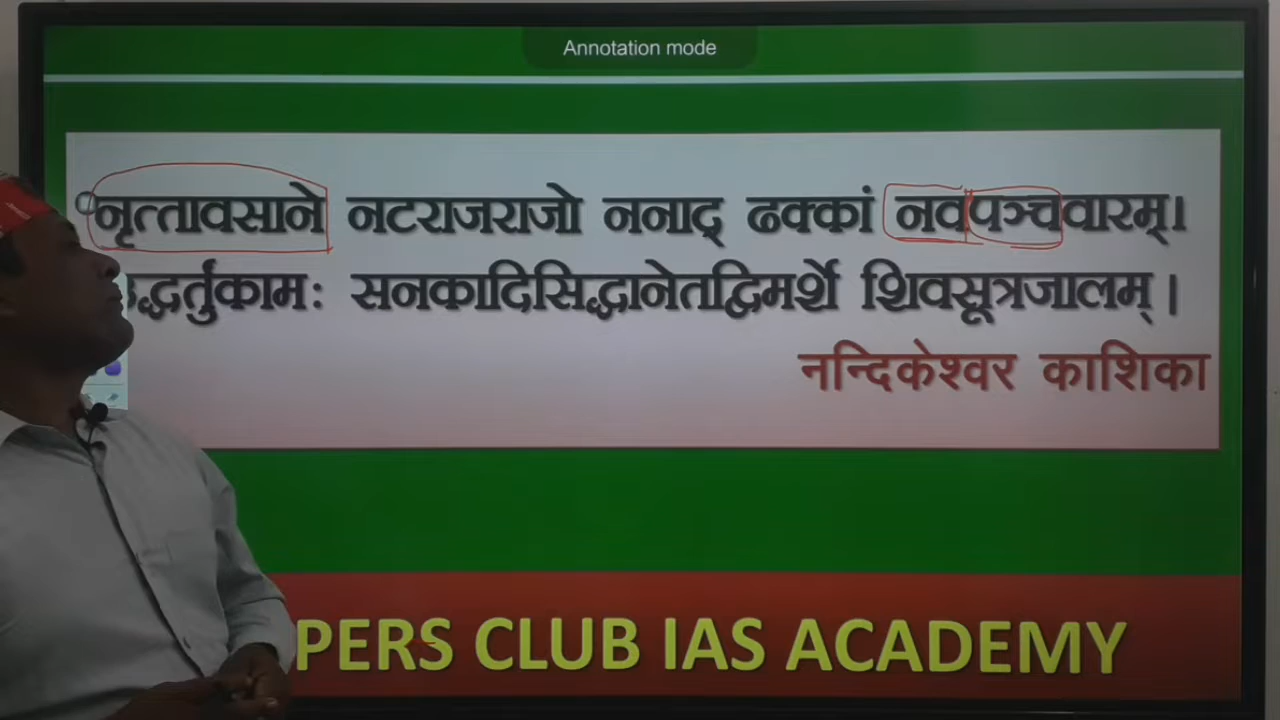 Annotation mode
नृत्तावसाने नटराजराजो ननाद् ढक्कां नवपञ्चवारम्।
द्धर्तुकामः सनकादिसिद्धानेतद्विमर्शे शिवसूत्रजालम्।
नन्दिकेश्वर काशिका
PERS CLUB IAS ACADEMY